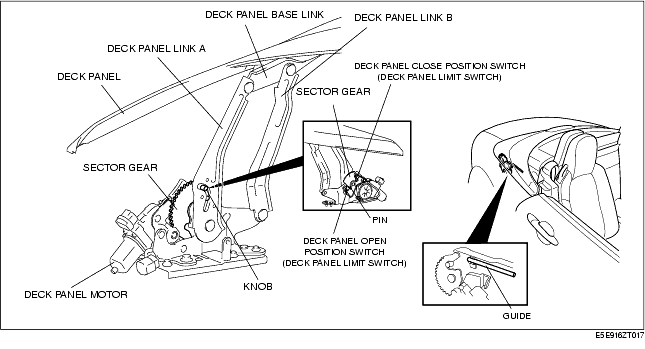 DECK PANEL BASE LINK
DECK PANEL LINK B
DECK PANEL LINK A
DECK PANEL CLOSE POSITION SWITCH
(DECK PANEL LIMIT SWITCH)
DECK PANEL
SECTOR GEAR
SECTOR GEAR
PIN
DECK PANEL OPEN
POSITION SWITCH
(DECK PANEL LIMIT SWITCH)
KNOB
DECK PANEL MOTOR
GUIDE
E5E916ZT017